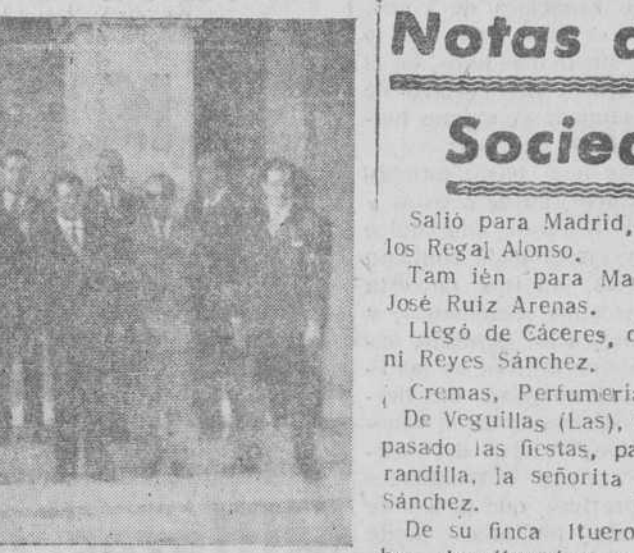 Notas
Socied
Salió para Madrid,
los Regal Alonso.
Tam ién para Ma
José Ruiz Arenas.
Llegó de Cáceres,
ni Reyes Sánchez.
Cremas, Perfumeria
De Veguillas (Las),
pasado las fiestas, pa
randilla, la señorita
Sánchez.
De su finca Ituero